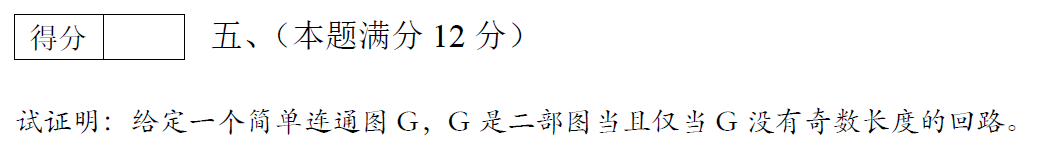 得分 五、（本题满分 12 分）
试证明：给定一个简单连通图 G，G 是二部图当且仅当 G 没有奇数长度的回路。